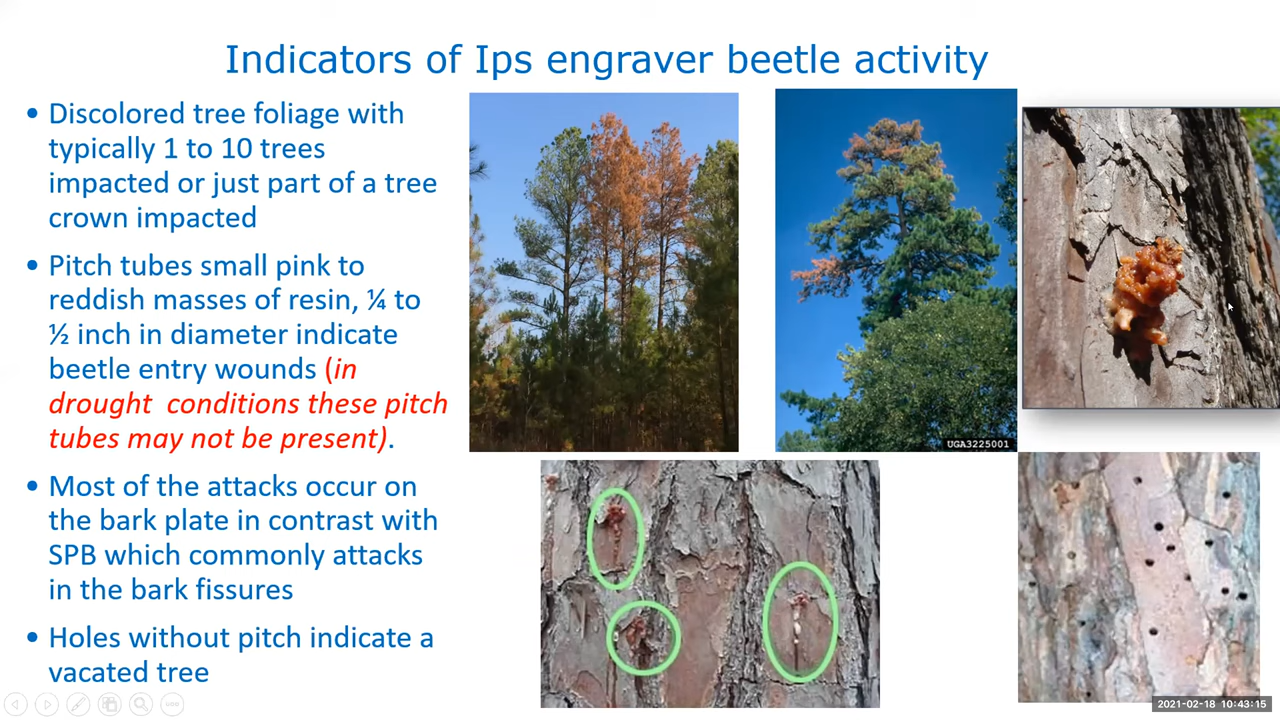 Indicators of Ips engraver beetle activity
• Discolored tree foliage with
typically 1 to 10 trees
impacted or just part of a tree
crown impacted
• Pitch tubes small pink to
reddish masses of resin, ¼ to
½ inch in diameter indicate
beetle entry wounds (in
drought  conditions these pitch
tubes may not be present).
• Most of the attacks occur on
the bark plate in contrast with
SPB which commonly attacks
in the bark fissures
• Holes without pitch indicate a
vacated tree
UGA3225001
2021-02-18 10:43:15